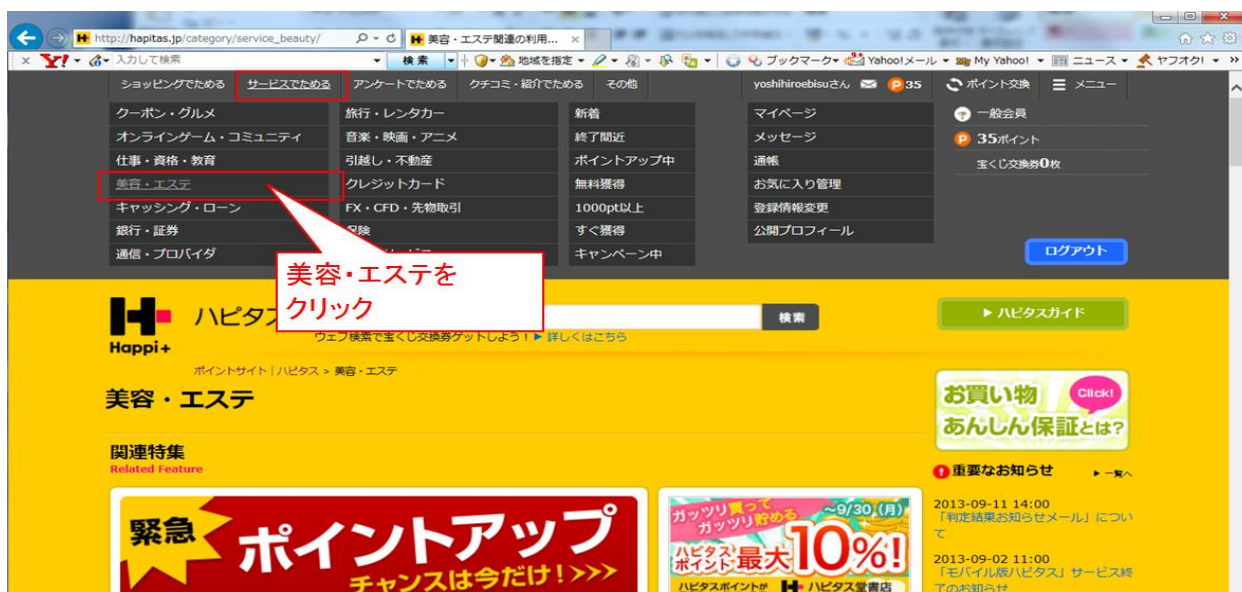 http://hapitas.jp/category/service_beauty/
美容・エステ関連の利用...
入力して検索
検索
地域を指定
ブックマーク
Yahoo!メール
My Yahoo!
ニュース
ヤフオク!
ショッピングでためる サービスでためる アンケートでためる クチコミ・紹介でためる その他
yoshihiroebisuさん P35 ポイント交換 メニュー
クーポン・グルメ 旅行・レンタカー 新着 マイページ 一般会員
オンラインゲーム・コミュニティ 音楽・映画・アニメ 終了間近 メッセージ P 35ポイント
仕事・資格・教育 引越し・不動産 ポイントアップ中 通帳 宝くじ交換券0枚
美容・エステ クレジットカード 無料獲得 お気に入り管理
キャッシング・ローン FX・CFD・先物取引 1000pt以上 登録情報変更
銀行・証券 保険 すぐ獲得 公開プロフィール
通信・プロバイダ キャンペーン中 ログアウト
美容・エステを
クリック
Happi+
ハピタス
検索
▶ ハピタスガイド
ウェブ検索で宝くじ交換券ゲットしよう!▶ 詳しくはこちら
ポイントサイト|ハピタス > 美容・エステ
美容・エステ
お買い物
Click!
あんしん保証とは?
関連特集
Related Feature
重要なお知らせ ▶ 一覧へ
緊急
ポイントアップ
チャンスは今だけ!>>>
ガッツリ買って
ガッツリ貯める
~9/30(月)
ハピタス
ポイント
最大10%!
ハピタスポイントが
ハピタス堂書店
2013-09-11 14:00
「判定結果お知らせメール」につい
て
2013-09-02 11:00
「モバイル版ハピタス」サービス終
了のお知らせ